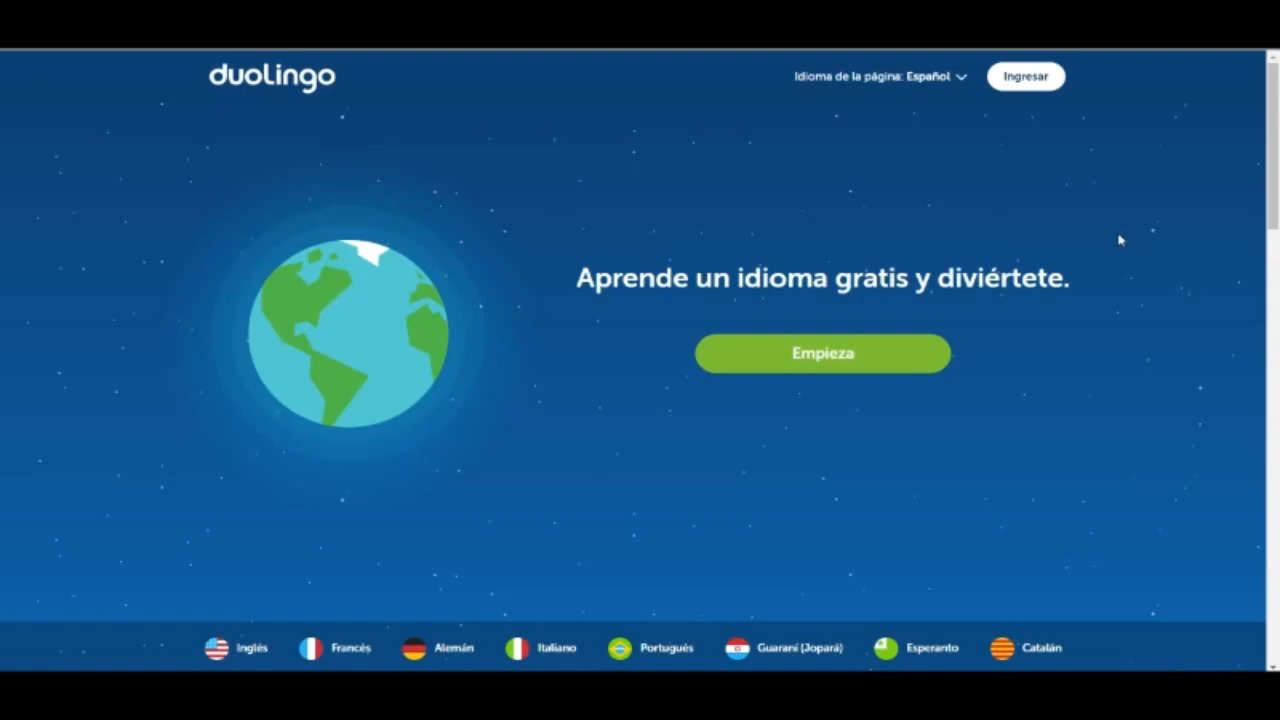 duolingo
Idioma de la página: Español
Ingresar
Aprende un idioma gratis y diviértete.
Empieza
Inglés
Francés
Alemán
Italiano
Portugués
Guaraní (Jopará)
Esperanto
Catalán